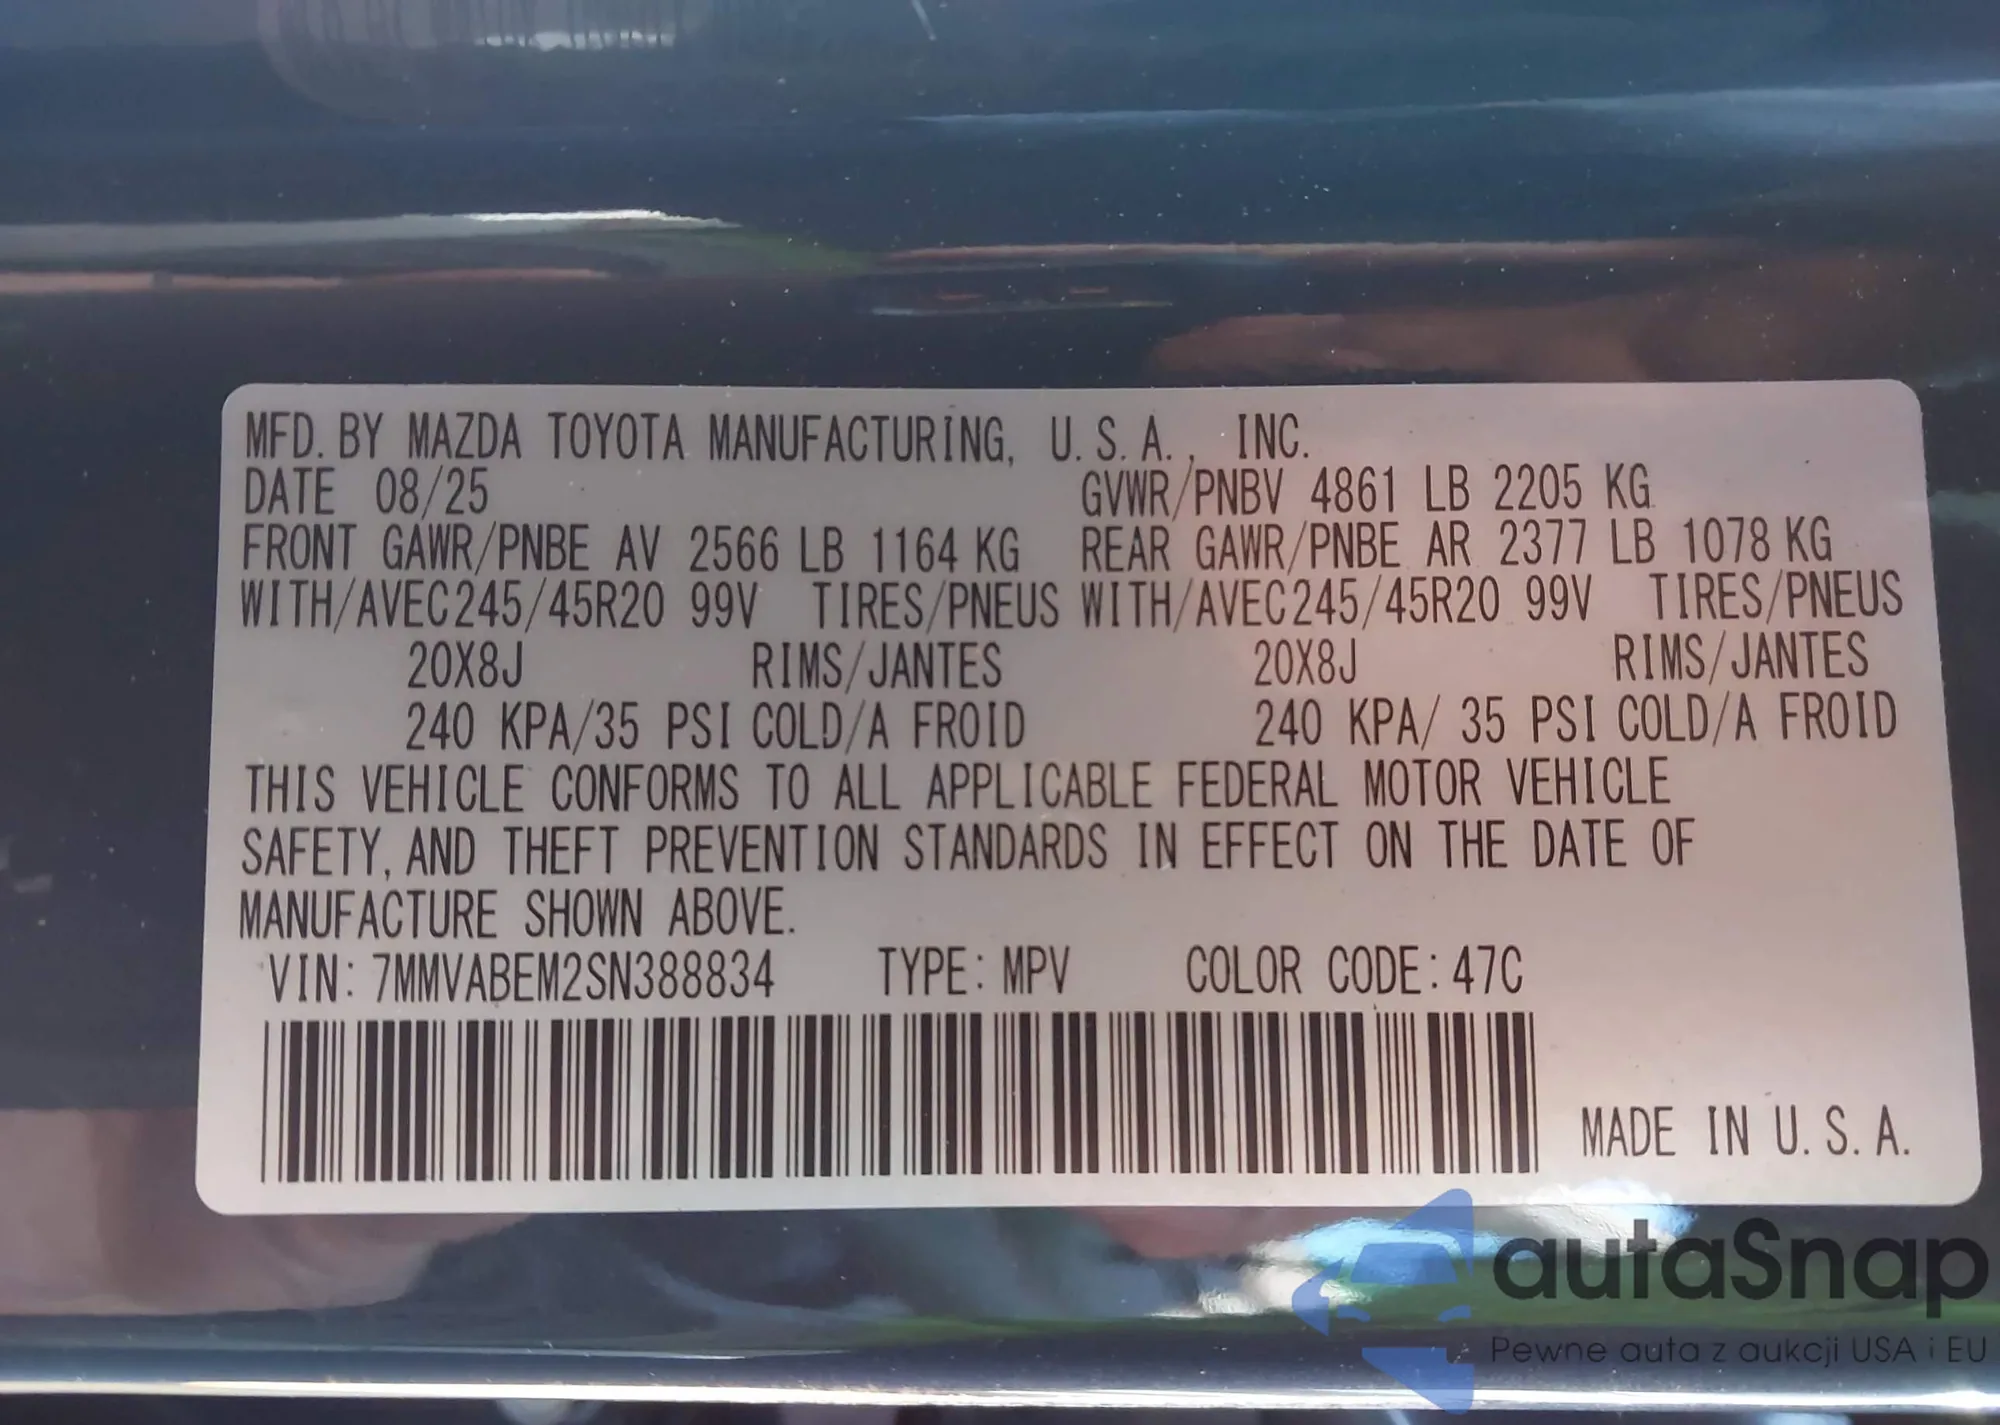 MFD. BY MAZDA TOYOTA MANUFACTURING, U.S.A., INC.
DATE 08/25 GVWR/PNBV 4861 LB 2205 KG
FRONT GAWR/PNBE AV 2566 LB 1164 KG REAR GAWR/PNBE AR 2377 LB 1078 KG
WITH/AVEC 245/45R20 99V TIRES/PNEUS WITH/AVEC 245/45R20 99V TIRES/PNEUS
20X8J RIMS/JANTES 20X8J RIMS/JANTES
240 KPA/35 PSI COLD/A FROID 240 KPA/ 35 PSI COLD/A FROID
THIS VEHICLE CONFORMS TO ALL APPLICABLE FEDERAL MOTOR VEHICLE
SAFETY, AND THEFT PREVENTION STANDARDS IN EFFECT ON THE DATE OF
MANUFACTURE SHOWN ABOVE.
VIN: 7MMVABEM2SN388834 TYPE: MPV COLOR CODE: 47C
MADE IN U.S.A.
autaSnap
Pewne auta z aukcji USA i EU